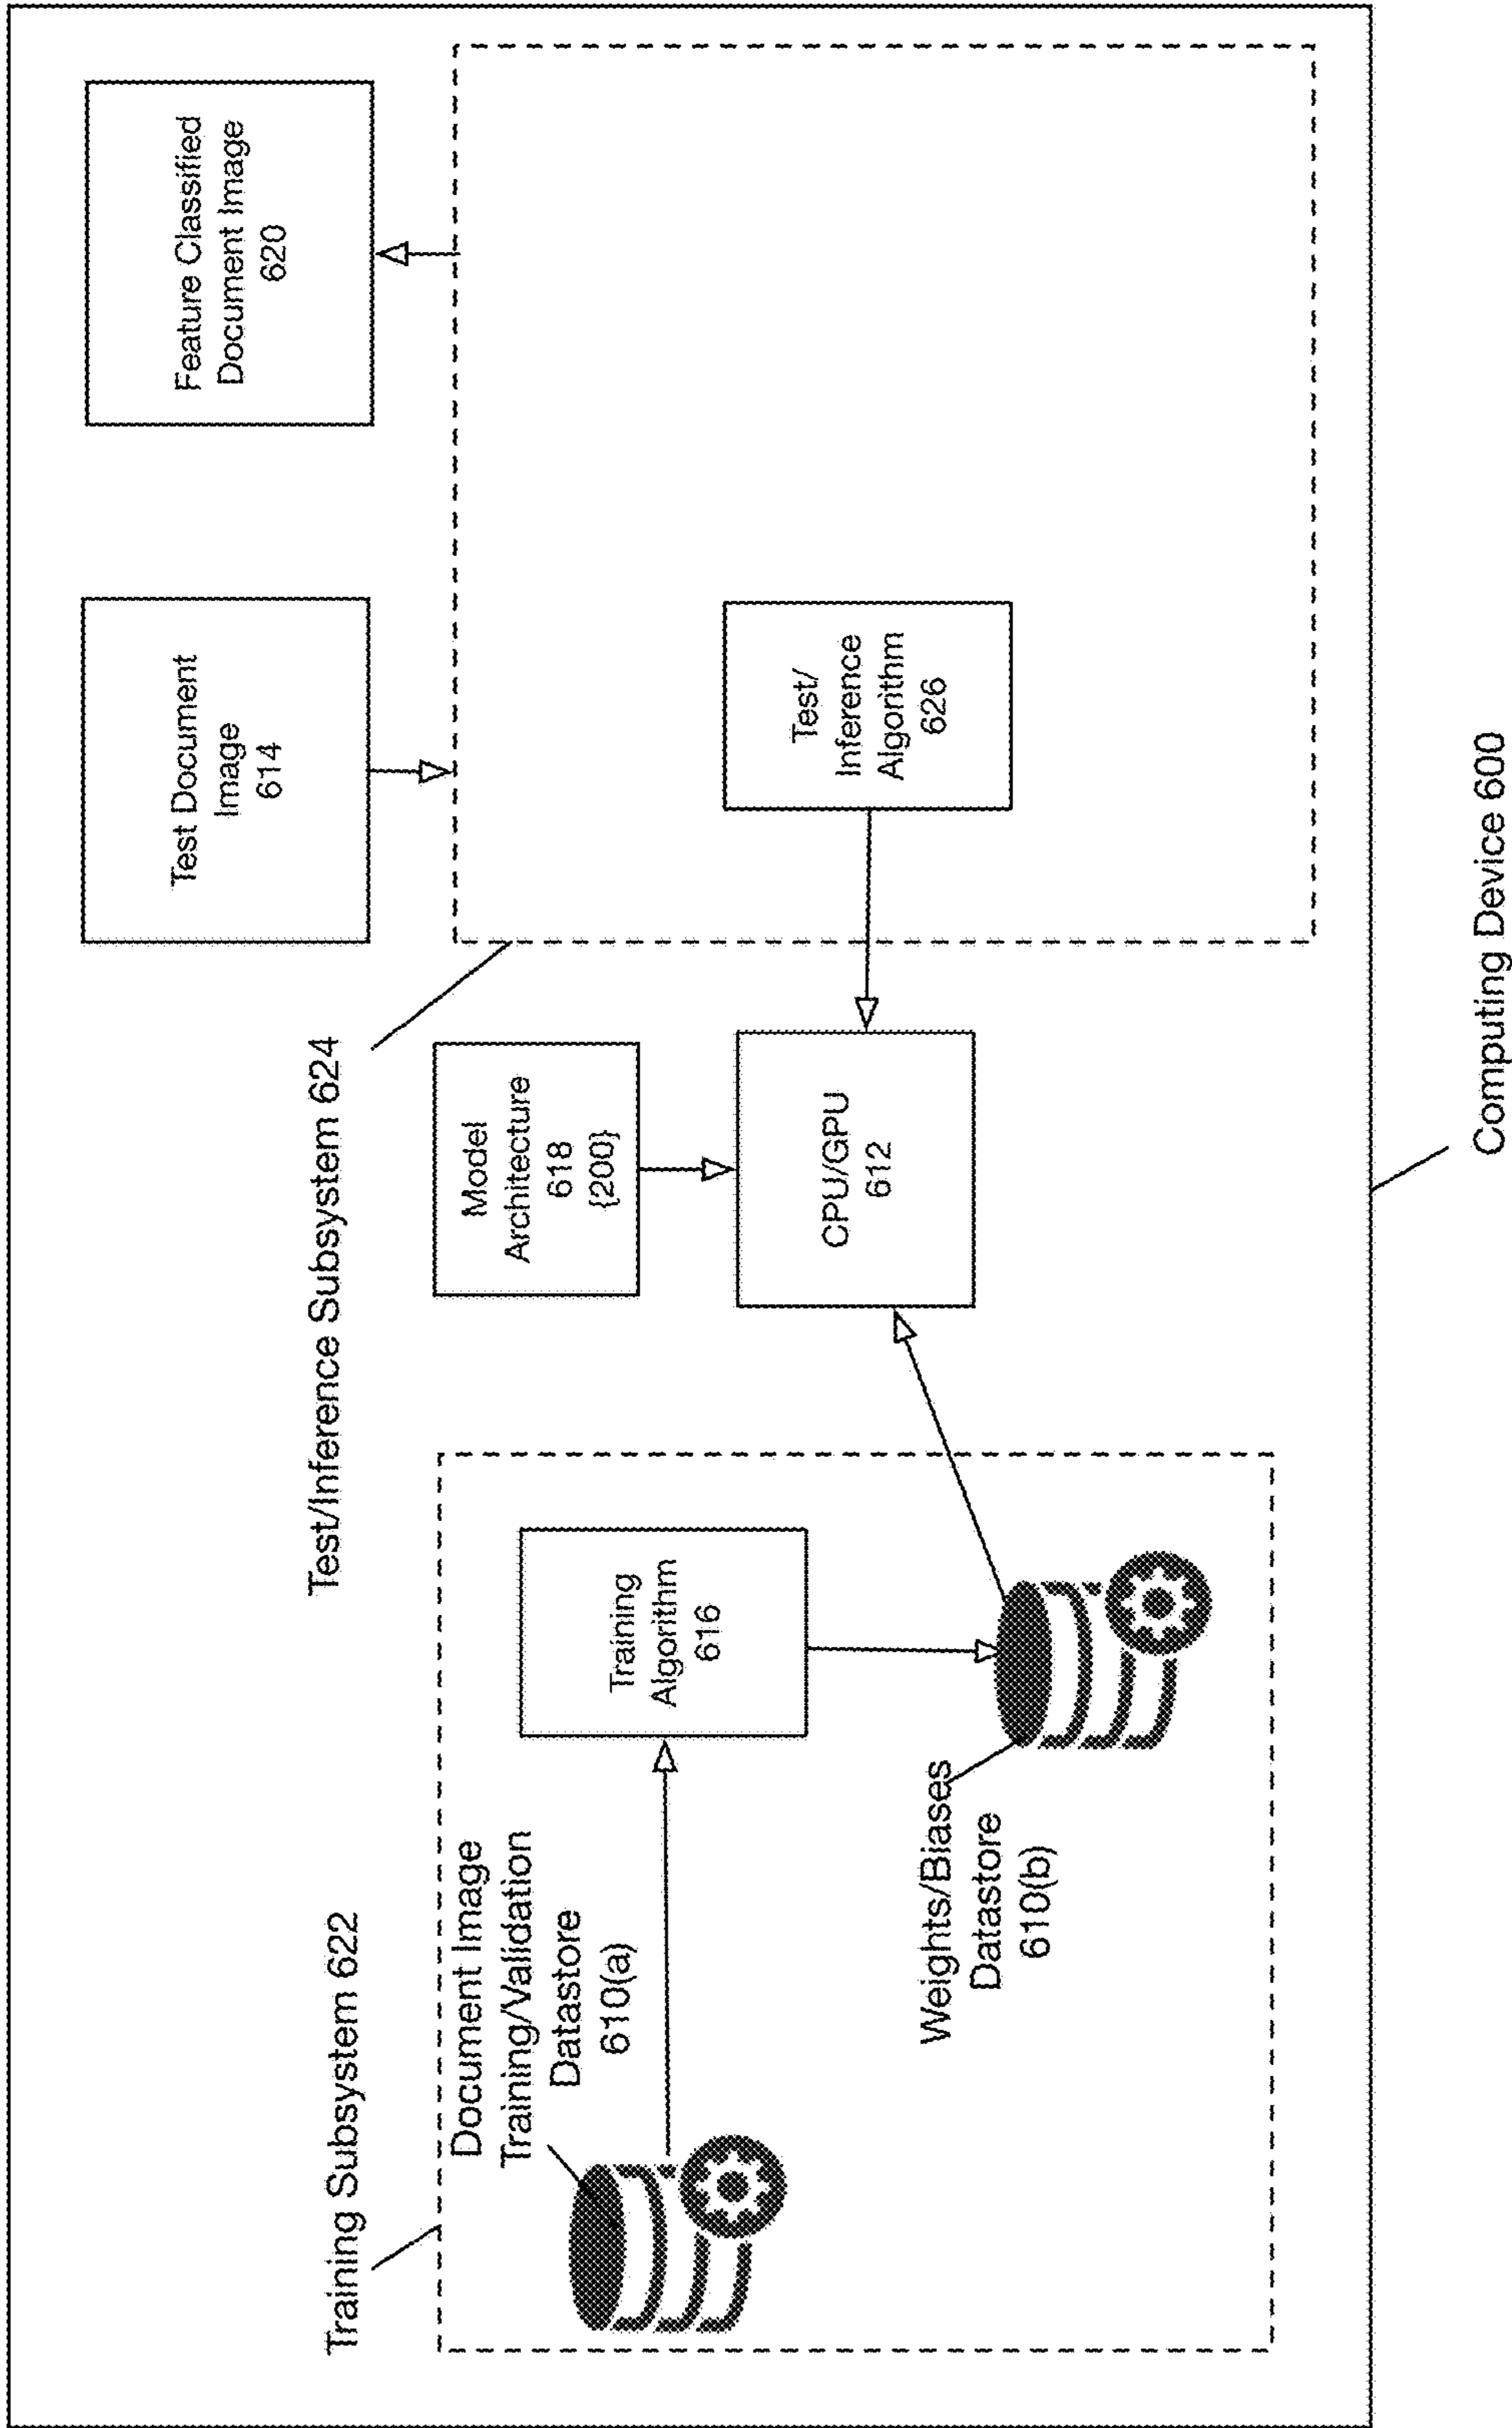 Training Subsystem 622
Document Image
Training/Validation
Datastore
610(a)
Training
Algorithm
616
Weights/Biases
Datastore
610(b)
Test/Inference Subsystem 624
Model
Architecture
618
{200}
CPU/GPU
612
Test Document
Image
614
Test/
Inference
Algorithm
626
Feature Classified
Document Image
620
Computing Device 600